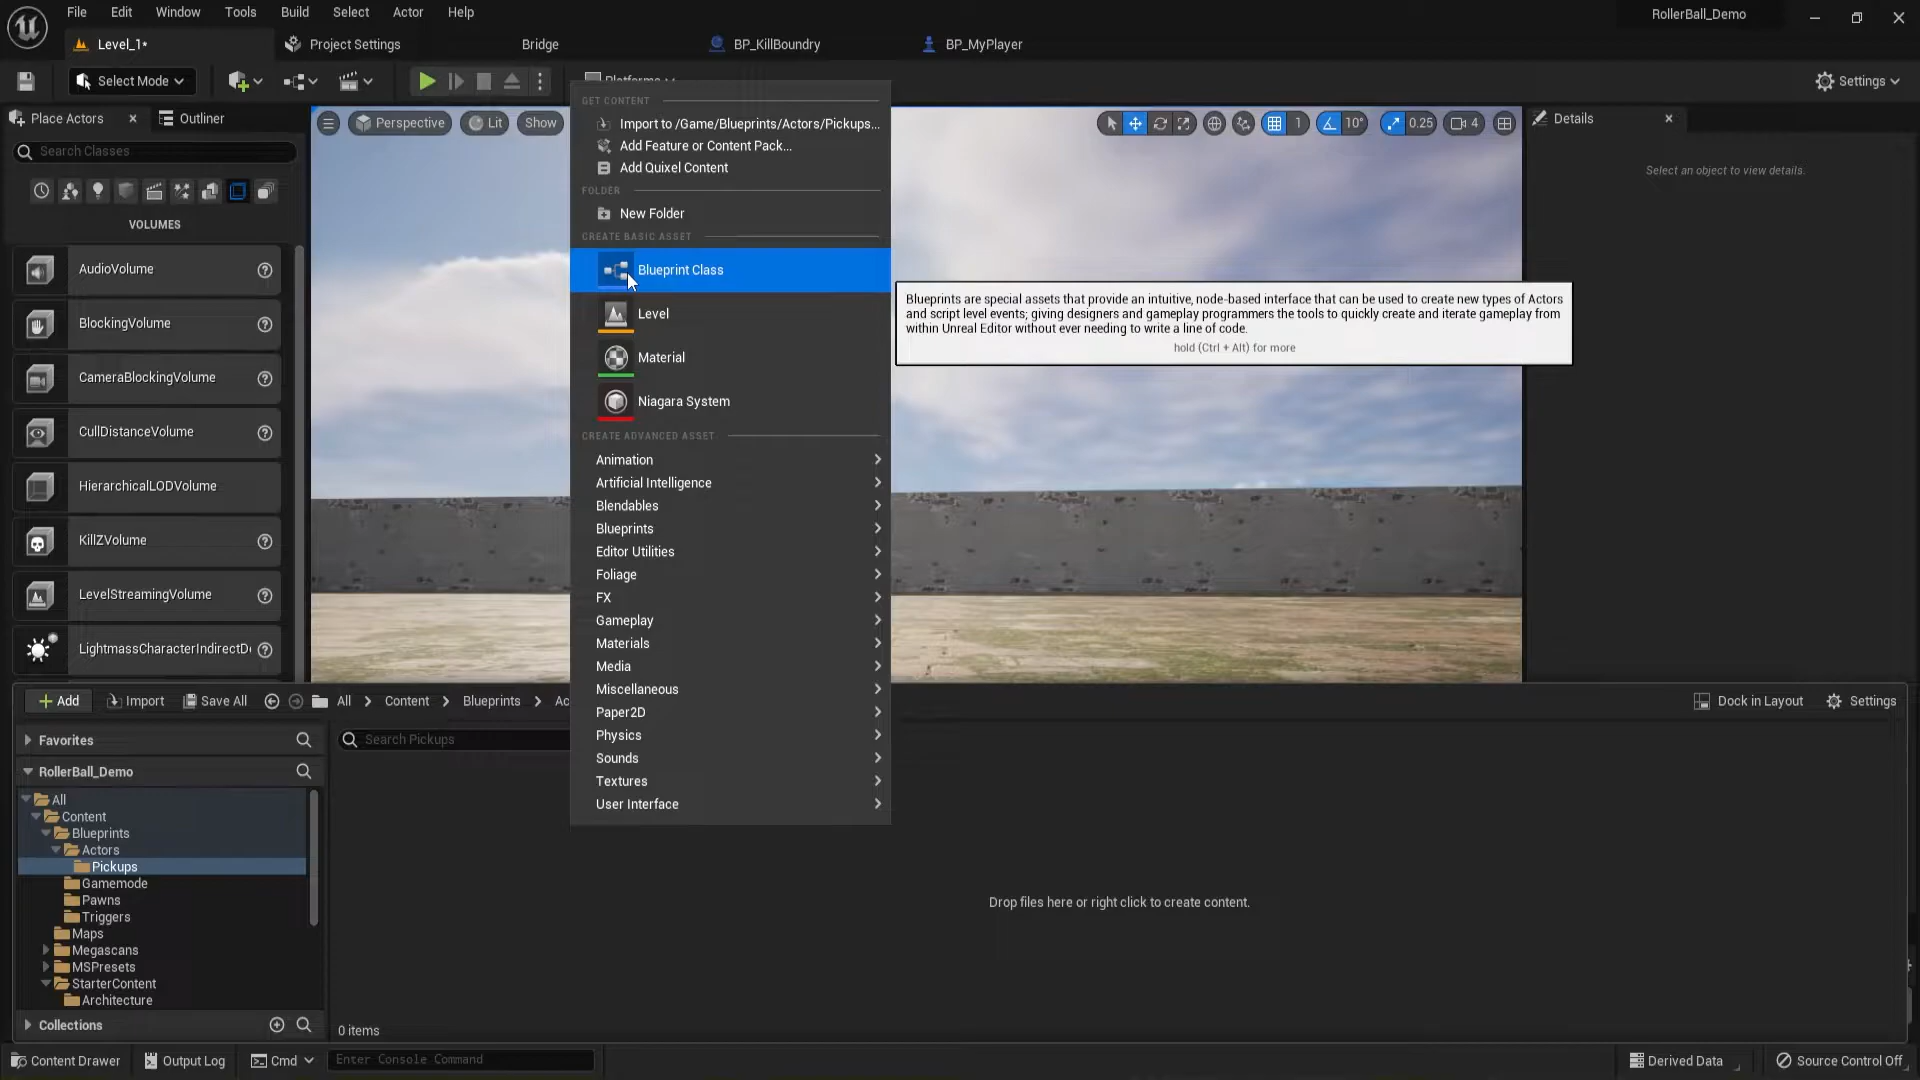 File Edit Window Tools Build Select Actor Help
RollerBall_Demo
Level_1*
Project Settings
Bridge
BP_KillBoundry
BP_MyPlayer
Select Mode
Platforms
Settings
Place Actors
Outliner
Search Classes
VOLUMES
AudioVolume
BlockingVolume
CameraBlockingVolume
CullDistanceVolume
HierarchicalLODVolume
KillZVolume
LevelStreamingVolume
LightmassCharacterIndirectD
Perspective
Lit
Show
1
10°
0.25
4
Details
Select an object to view details.
GET CONTENT
Import to /Game/Blueprints/Actors/Pickups...
Add Feature or Content Pack...
Add Quixel Content
FOLDER
New Folder
CREATE BASIC ASSET
Blueprint Class
Level
Material
Niagara System
CREATE ADVANCED ASSET
Animation
Artificial Intelligence
Blendables
Blueprints
Editor Utilities
Foliage
FX
Gameplay
Materials
Media
Miscellaneous
Paper2D
Physics
Sounds
Textures
User Interface
Blueprints are special assets that provide an intuitive, node-based interface that can be used to create new types of Actors
and script level events; giving designers and gameplay programmers the tools to quickly create and iterate gameplay from
within Unreal Editor without ever needing to write a line of code.
hold (Ctrl + Alt) for more
Add
Import
Save All
All
Content
Blueprints
Ac
Dock in Layout
Settings
Favorites
RollerBall_Demo
Search Pickups
All
Content
Blueprints
Actors
Pickups
Gamemode
Pawns
Triggers
Maps
Megascans
MSPresets
StarterContent
Architecture
Collections
Drop files here or right click to create content.
0 items
Content Drawer
Output Log
Cmd
Enter Console Command
Derived Data
Source Control Off